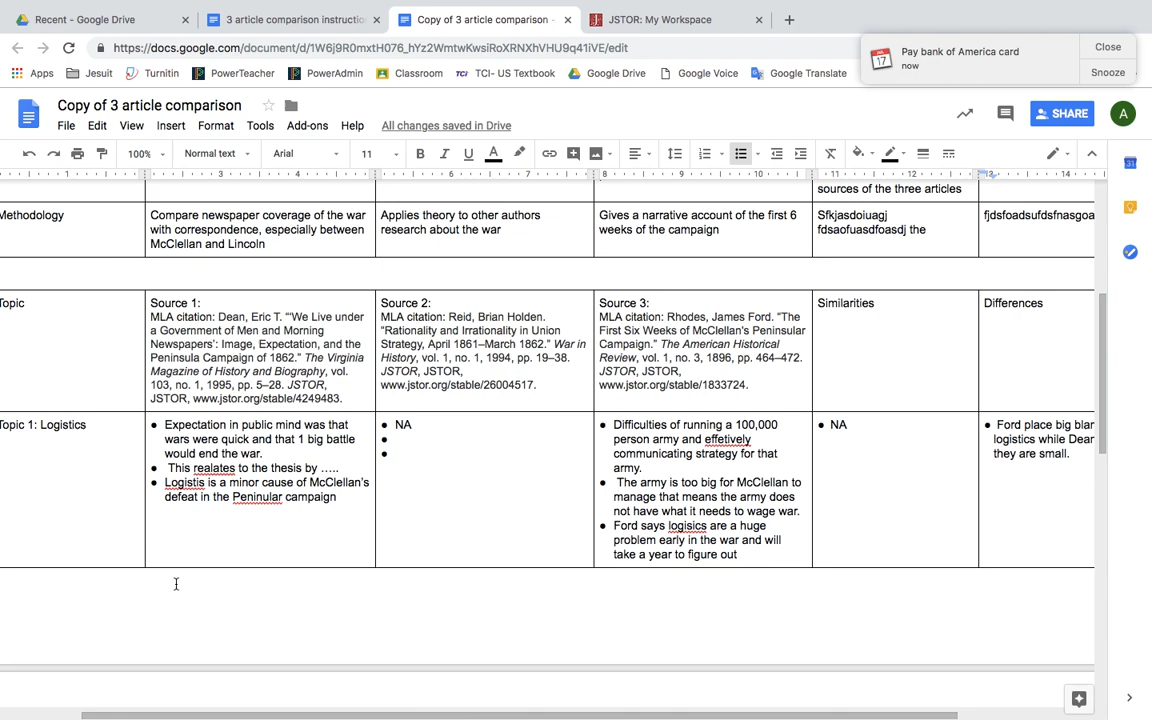 Recent - Google Drive
3 article comparison instructio
Copy of 3 article comparison -
JSTOR: My Workspace
https://docs.google.com/document/d/1W6j9R0mxtH076_hYz2WmtwKwsiRoXRNXhVHU9q41iVE/edit
Pay bank of America card
now
Close
Snooze
JUL
17
Apps
Jesuit
Turnitin
PowerTeacher
PowerAdmin
Classroom
TCi TCI- US Textbook
Google Drive
Google Voice
Google Translate
Copy of 3 article comparison
File Edit View Insert Format Tools Add-ons Help All changes saved in Drive
SHARE
A
100% Normal text Arial 11 B I U A
1 3 4 6 7 8 9 10 11 12 13 14
31
sources of the three articles
Methodology
Compare newspaper coverage of the war
with correspondence, especially between
McClellan and Lincoln
Applies theory to other authors
research about the war
Gives a narrative account of the first 6
weeks of the campaign
Sfkjasdoiuagj
fdsaofuasdfoasdj the
fjdsfoadsufdsfnasgoa
Topic
Source 1:
MLA citation: Dean, Eric T. “‘We Live under
a Government of Men and Morning
Newspapers’: Image, Expectation, and the
Peninsula Campaign of 1862.” The Virginia
Magazine of History and Biography, vol.
103, no. 1, 1995, pp. 5–28. JSTOR,
JSTOR, www.jstor.org/stable/4249483.
Source 2:
MLA citation: Reid, Brian Holden.
“Rationality and Irrationality in Union
Strategy, April 1861–March 1862.” War in
History, vol. 1, no. 1, 1994, pp. 19–38.
JSTOR, JSTOR,
www.jstor.org/stable/26004517.
Source 3:
MLA citation: Rhodes, James Ford. “The
First Six Weeks of McClellan's Peninsular
Campaign.” The American Historical
Review, vol. 1, no. 3, 1896, pp. 464–472.
JSTOR, JSTOR,
www.jstor.org/stable/1833724.
Similarities
Differences
Topic 1: Logistics
● Expectation in public mind was that
wars were quick and that 1 big battle
would end the war.
● This realates to the thesis by …..
● Logistis is a minor cause of McClellan's
defeat in the Peninular campaign
● NA
●
●
● Difficulties of running a 100,000
person army and effetively
communicating strategy for that
army.
● The army is too big for McClellan to
manage that means the army does
not have what it needs to wage war.
● Ford says logisics are a huge
problem early in the war and will
take a year to figure out
● NA
● Ford place big blar
logistics while Dear
they are small.